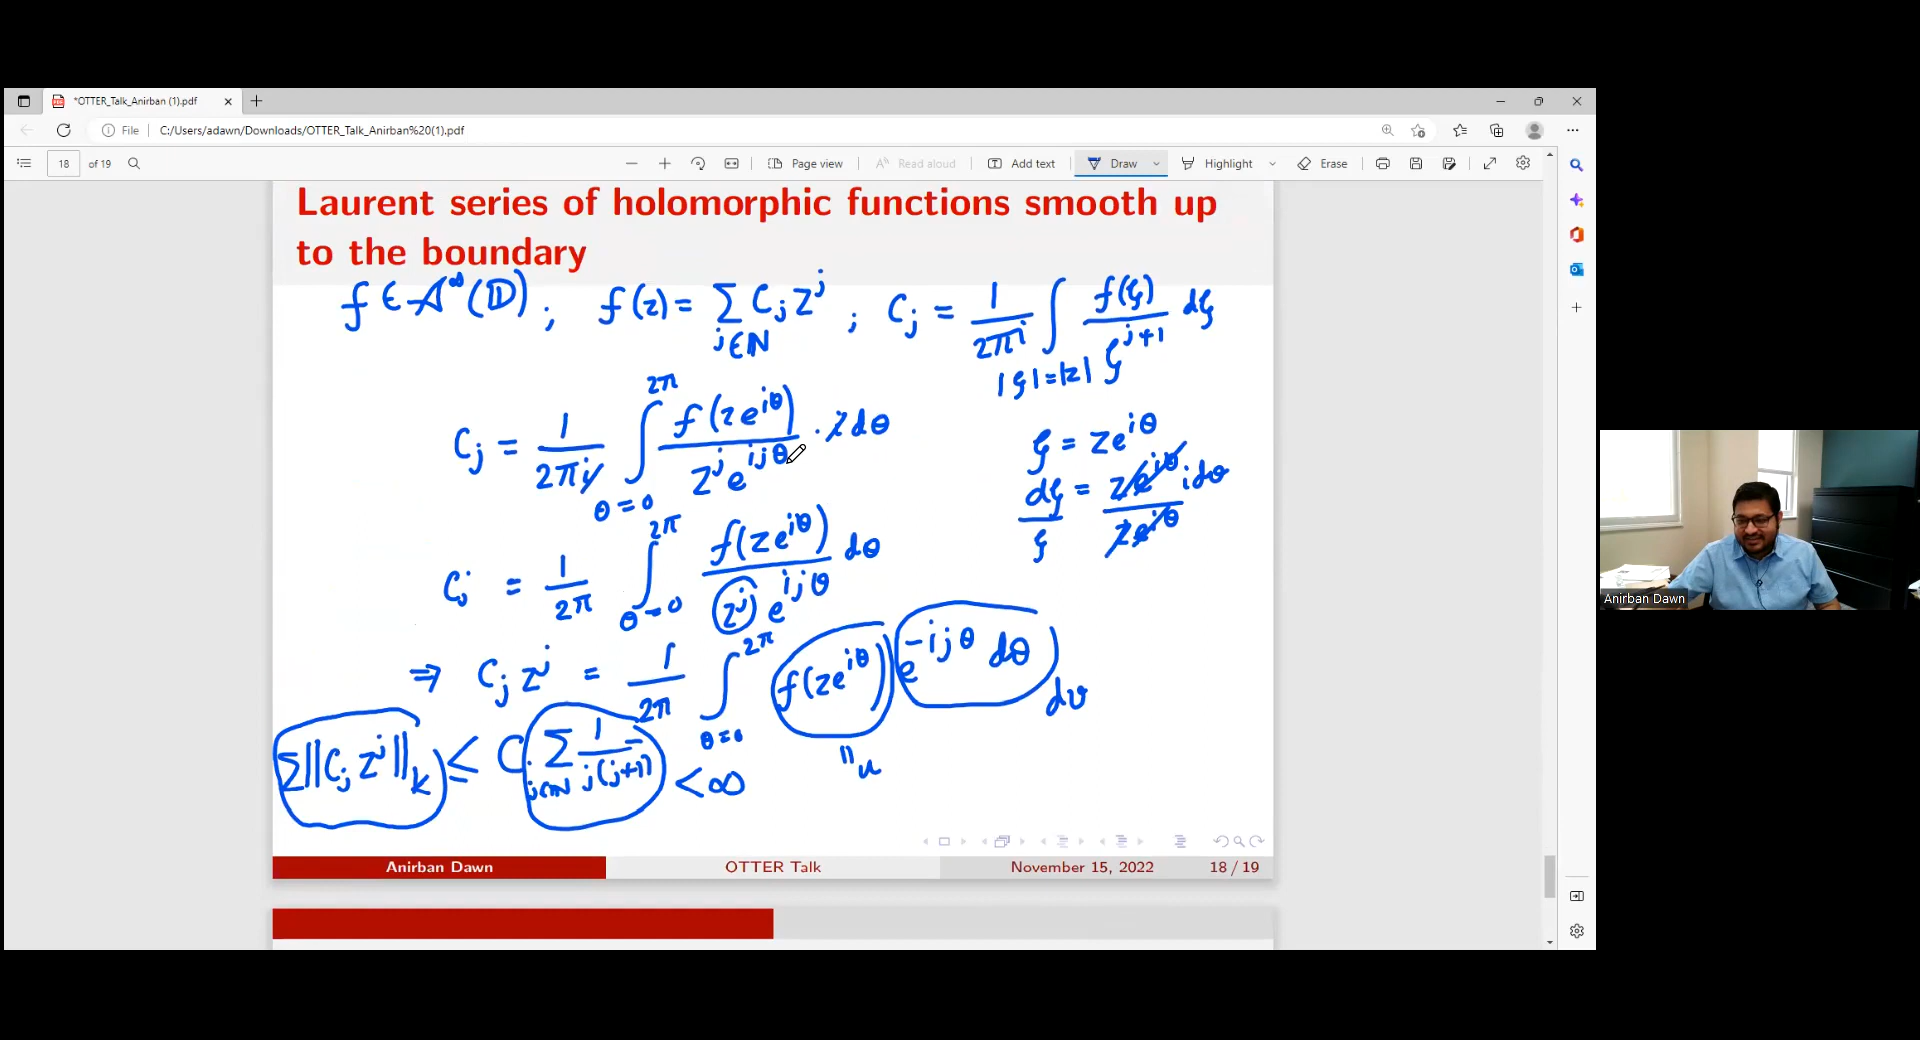 *OTTER_Talk_Anirban (1).pdf
File C:/Users/adawn/Downloads/OTTER_Talk_Anirban%20(1).pdf
18 of 19 Page view Read aloud Add text Draw Highlight Erase
Laurent series of holomorphic functions smooth up
to the boundary
f ∈ A^∞(𝔻); f(z) = Σ_{j∈ℕ} C_j z^j ; C_j = 1/(2πi) ∫_{|ζ|=|z|} f(ζ)/ζ^{j+1} dζ
C_j = 1/(2πi) ∫_{θ=0}^{2π} f(ze^{iθ})/(z^j e^{ijθ}) · i dθ
ζ = ze^{iθ}
dζ/ζ = ze^{iθ} i dθ/ze^{iθ}
C_j = 1/2π ∫_{θ=0}^{2π} f(ze^{iθ})/(z^j e^{ijθ}) dθ
⇒ C_j z^j = 1/2π ∫_{θ=0}^{2π} f(ze^{iθ}) e^{-ijθ} dθ
dv
" u
Σ||C_j z^j||_k ≤ C Σ_{j∈ℕ} 1/j(j-1) < ∞
Anirban Dawn OTTER Talk November 15, 2022 18 / 19
Anirban Dawn